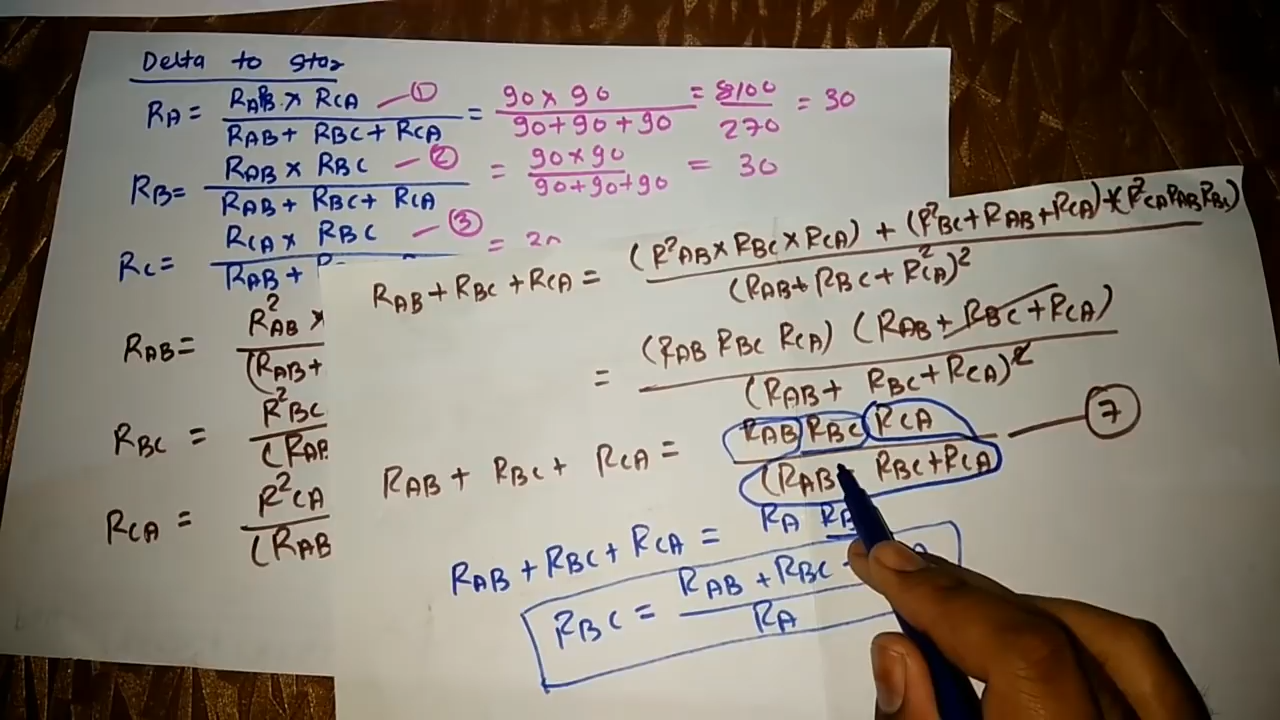 Delta to star
RA = RAB × RCA / RAB + RBC + RCA — ① = 90 × 90 / 90 + 90 + 90 = 8100 / 270 = 30
RB = RAB × RBC / RAB + RBC + RCA — ② = 90 × 90 / 90 + 90 + 90 = 30
RC = RCA × RBC / RAB + — ③ =
RAB = R²AB × / (RAB +
RBC = R²BC / (RAB
RCA = R²CA / (RAB
RAB + RBC + RCA = (R²AB × RBC × RCA) + (R²BC + RAB + RCA) + (R²CA RAB RBC) / (RAB + RBC + R²CA)²
= (RAB RBC RCA) (RAB + RBC + RCA) / (RAB + RBC + RCA)²
RAB + RBC + RCA = RAB RBC RCA / (RAB RBC + RCA — ⑦
RAB + RBC + RCA = RA RB
RBC = RAB + RBC / RA